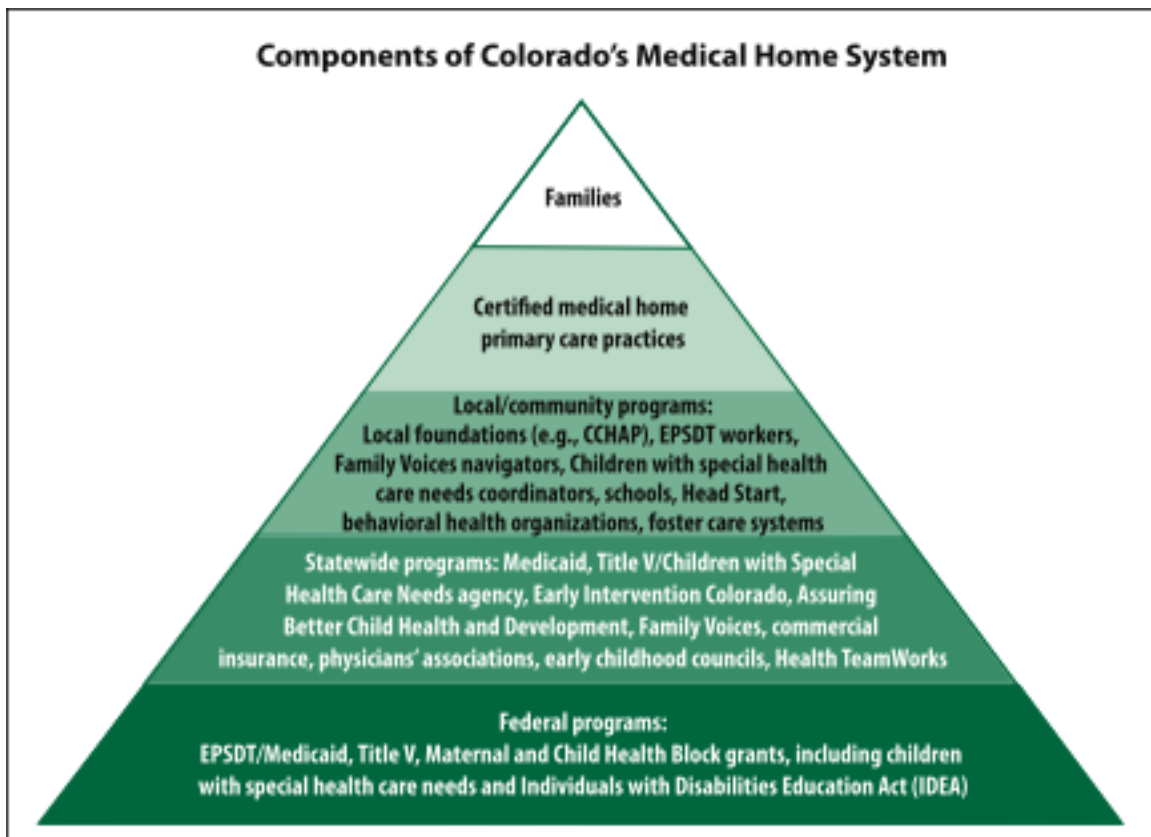 Components of Colorado's Medical Home System
Families
Certified medical home
primary care practices
Local/community programs:
Local foundations (e.g., CCHAP), EPSDT workers,
Family Voices navigators, Children with special health
care needs coordinators, schools, Head Start,
behavioral health organizations, foster care systems
Statewide programs: Medicaid, Title V/Children with Special
Health Care Needs agency, Early Intervention Colorado, Assuring
Better Child Health and Development, Family Voices, commercial
insurance, physicians' associations, early childhood councils, Health TeamWorks
Federal programs:
EPSDT/Medicaid, Title V, Maternal and Child Health Block grants, including children
with special health care needs and Individuals with Disabilities Education Act (IDEA)